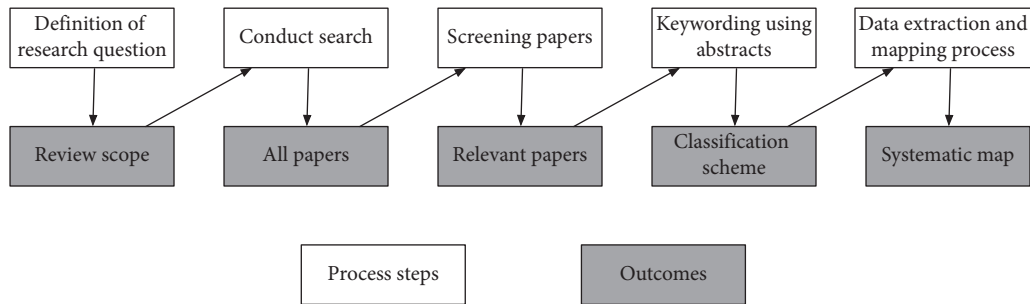 Definition of
research question
Conduct search
Screening papers
Keywording using
abstracts
Data extraction and
mapping process
Review scope
All papers
Relevant papers
Classification
scheme
Systematic map
Process steps
Outcomes